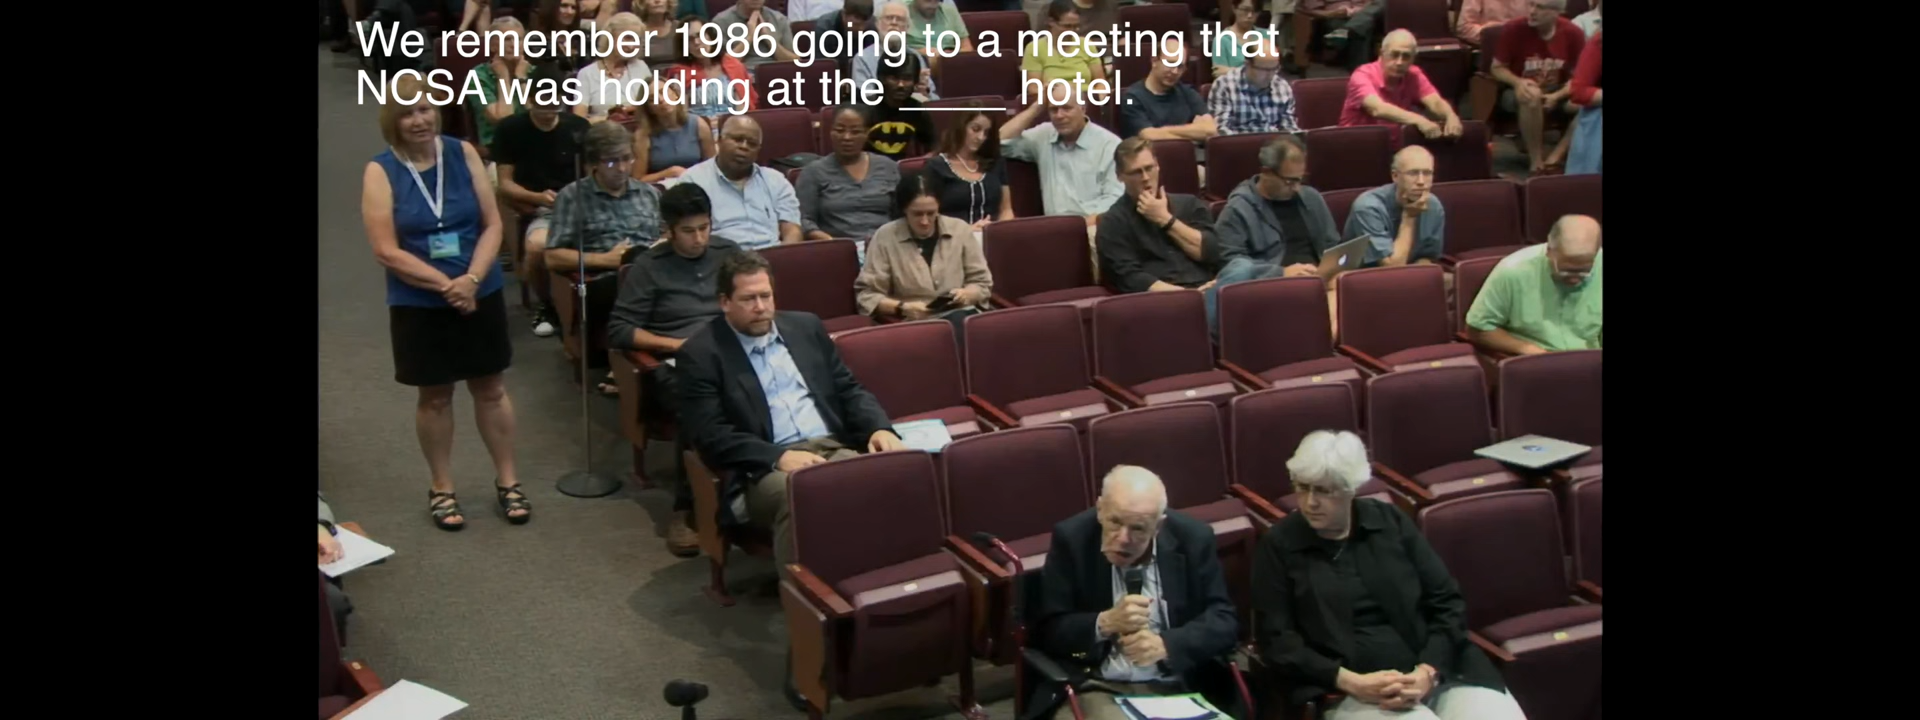 We remember 1986 going to a meeting that
NCSA was holding at the ____ hotel.